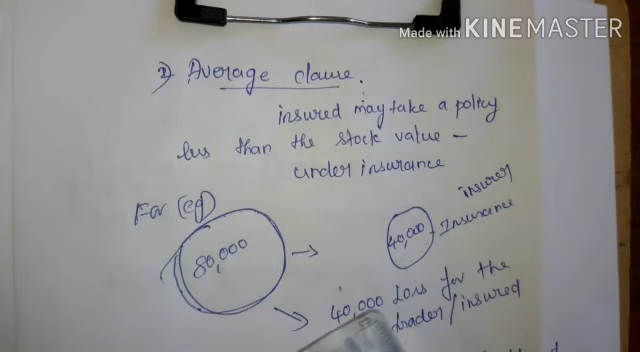 Made with KINEMASTER
2) Average clause.
insured may take a policy
less than the stock value -
under insurance
For (eg)
insurer
80,000
40,000 - Insurance
40,000 Loss for the
trader/insured